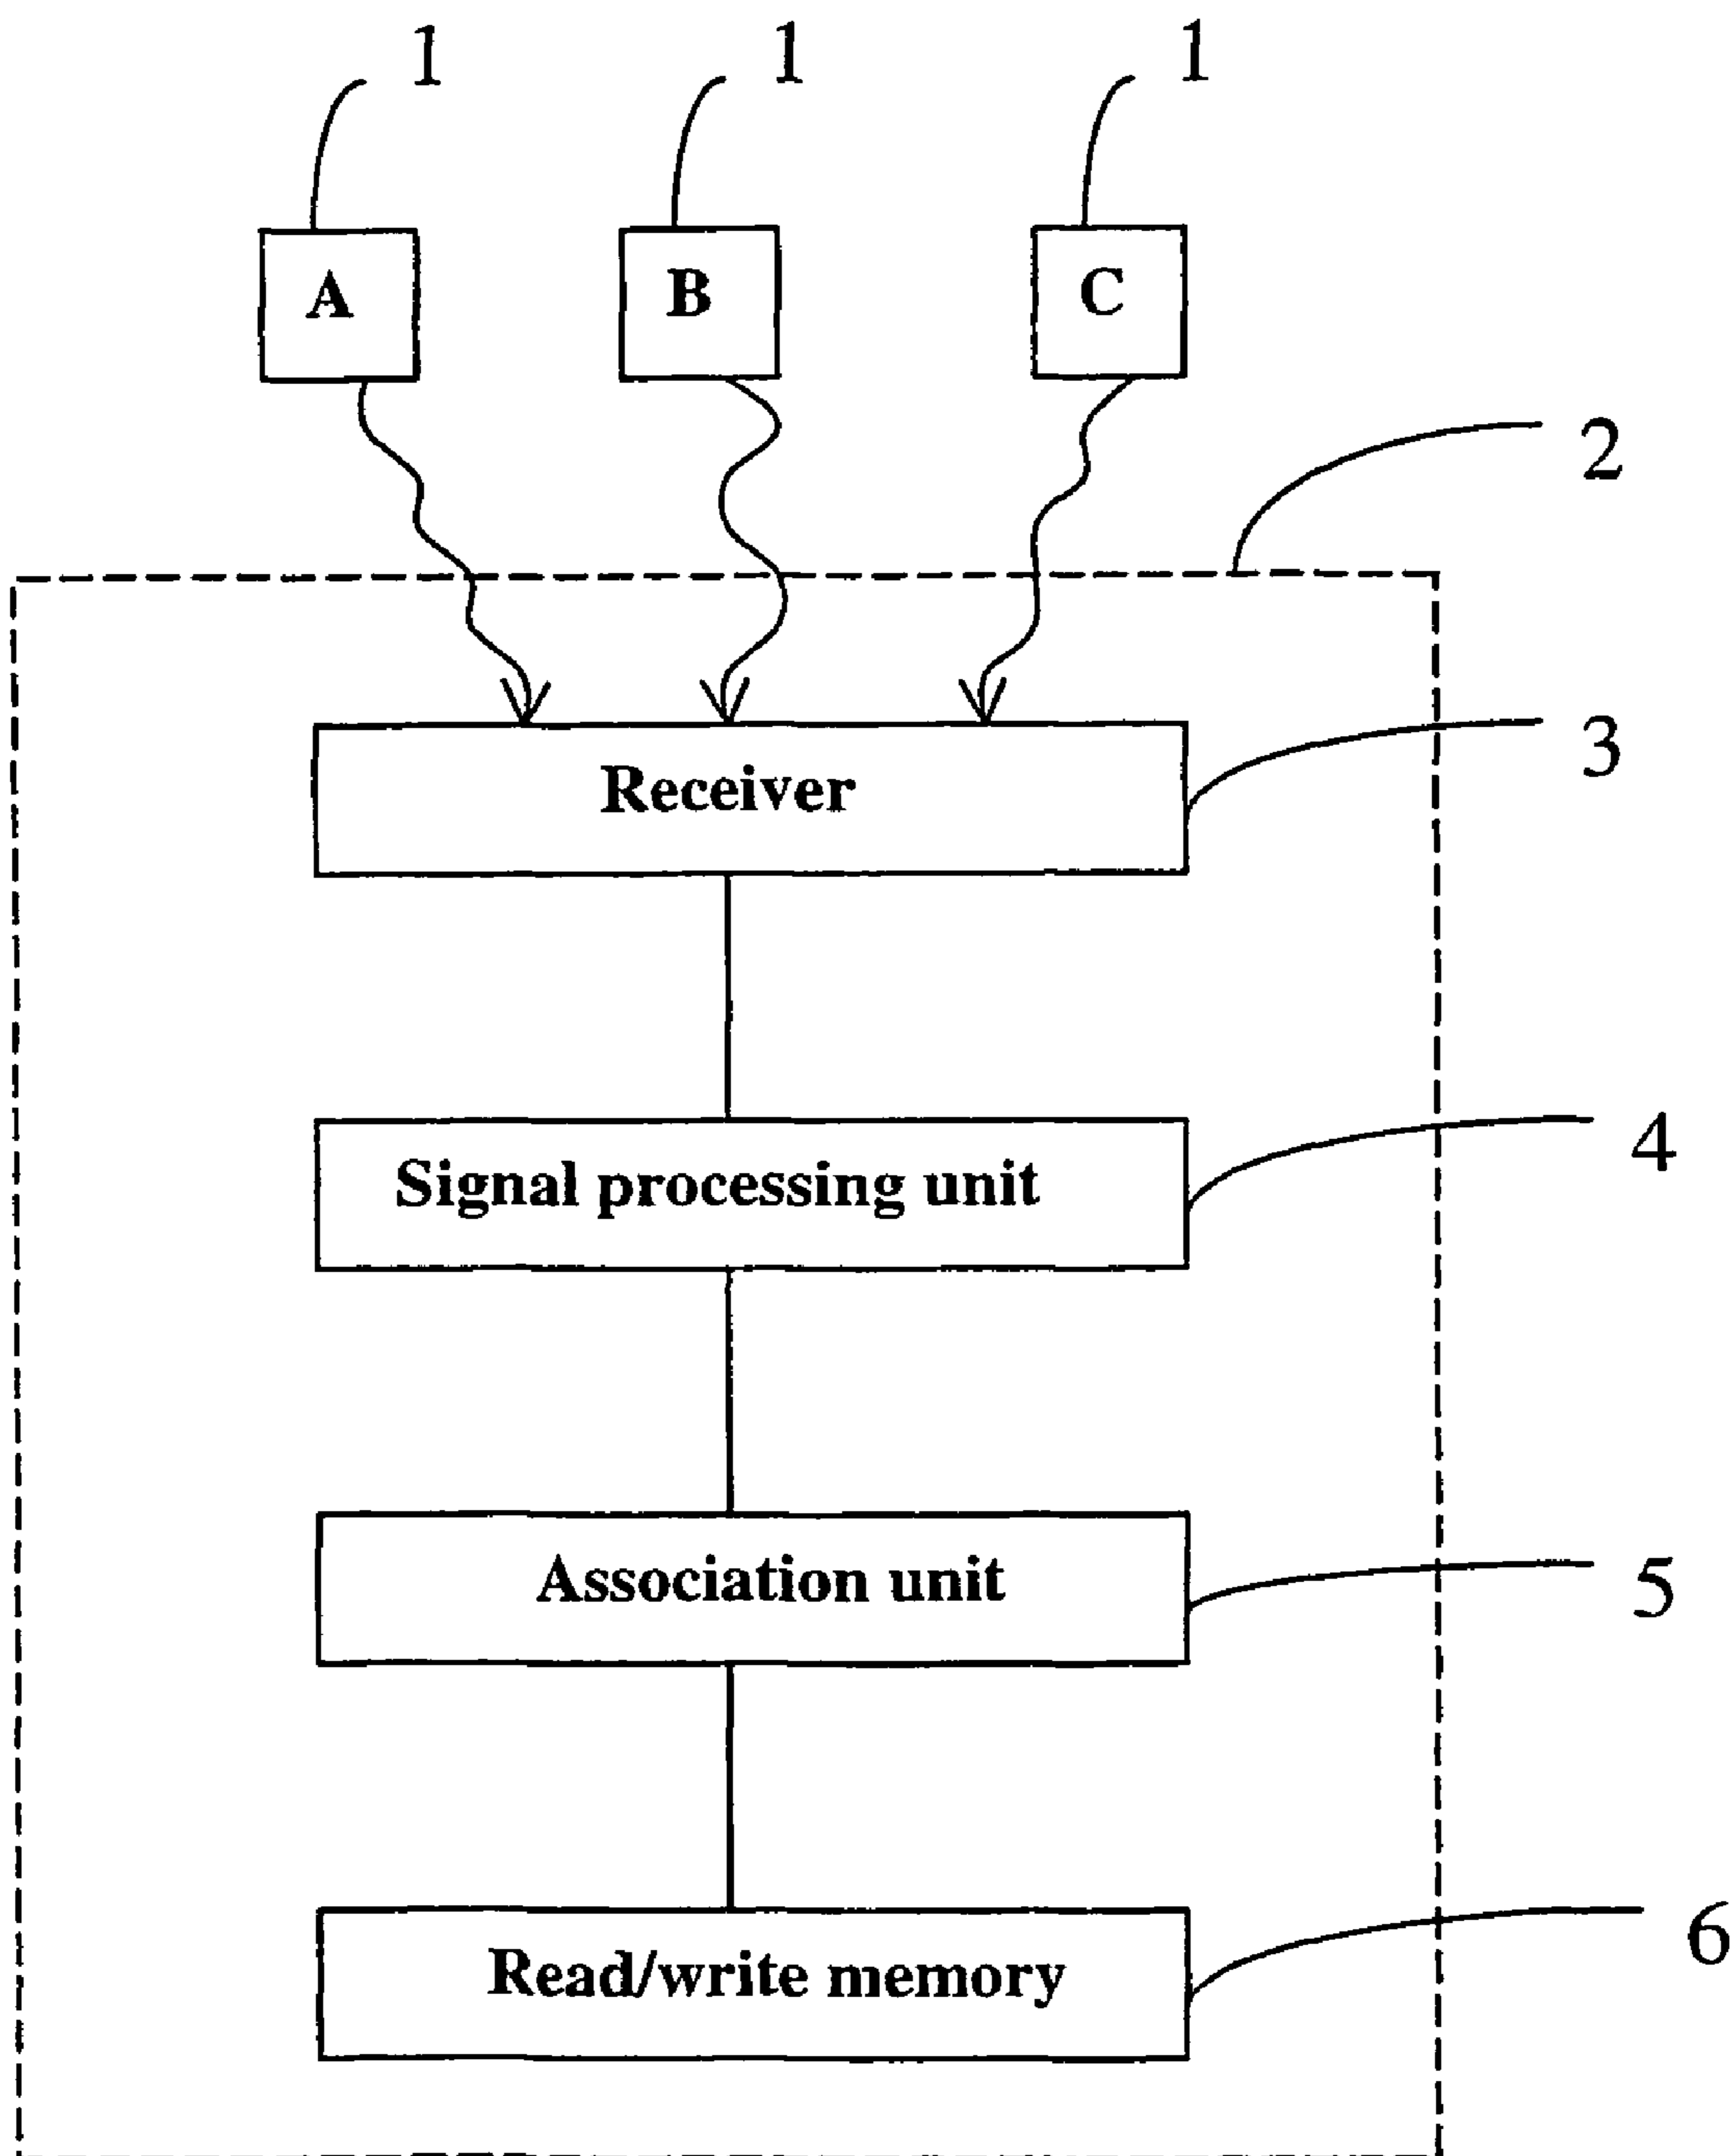 1 1 1
A B C
2
Receiver 3
Signal processing unit 4
Association unit 5
Read/write memory 6